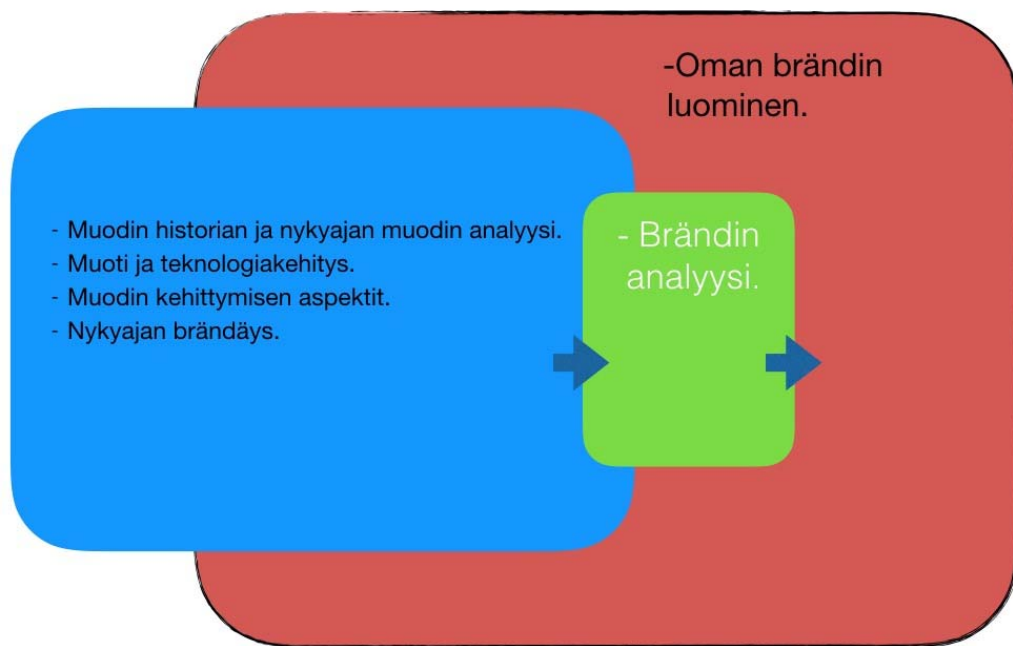 -Oman brändin
luominen.
- Muodin historian ja nykyajan muodin analyysi.
- Muoti ja teknologiakehitys.
- Muodin kehittymisen aspektit.
- Nykyajan brändäys.
- Brändin
analyysi.